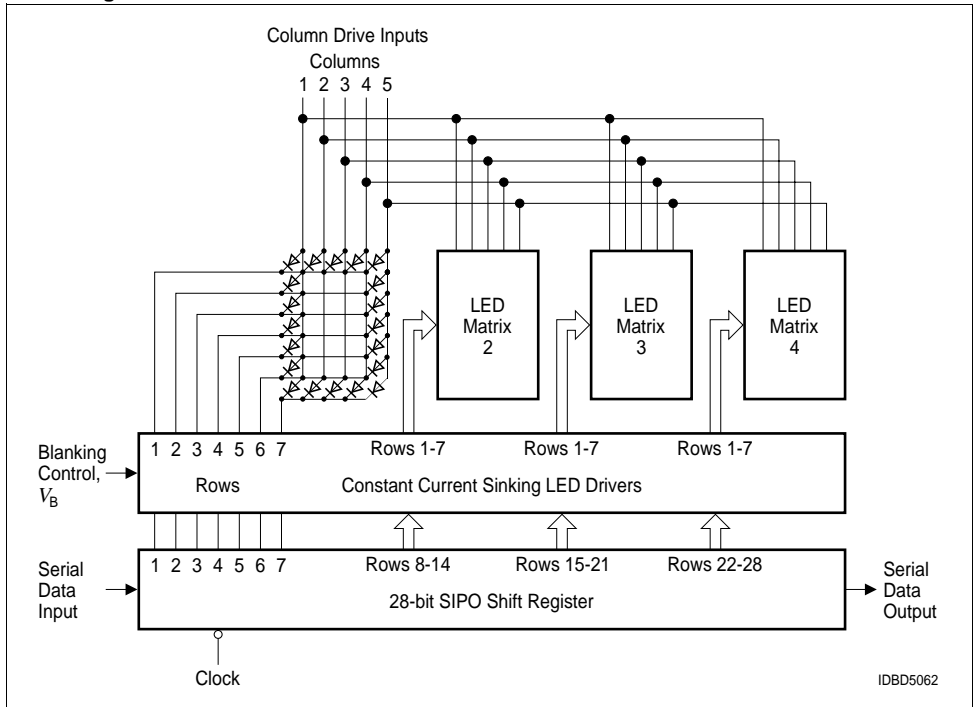 Column Drive Inputs
Columns
1 2 3 4 5
LED
Matrix
2
LED
Matrix
3
LED
Matrix
4
Blanking
Control,
VB
1 2 3 4 5 6 7
Rows 1-7
Rows 1-7
Rows 1-7
Rows
Constant Current Sinking LED Drivers
Serial
Data
Input
1 2 3 4 5 6 7
Rows 8-14
Rows 15-21
Rows 22-28
28-bit SIPO Shift Register
Serial
Data
Output
Clock
IDBD5062